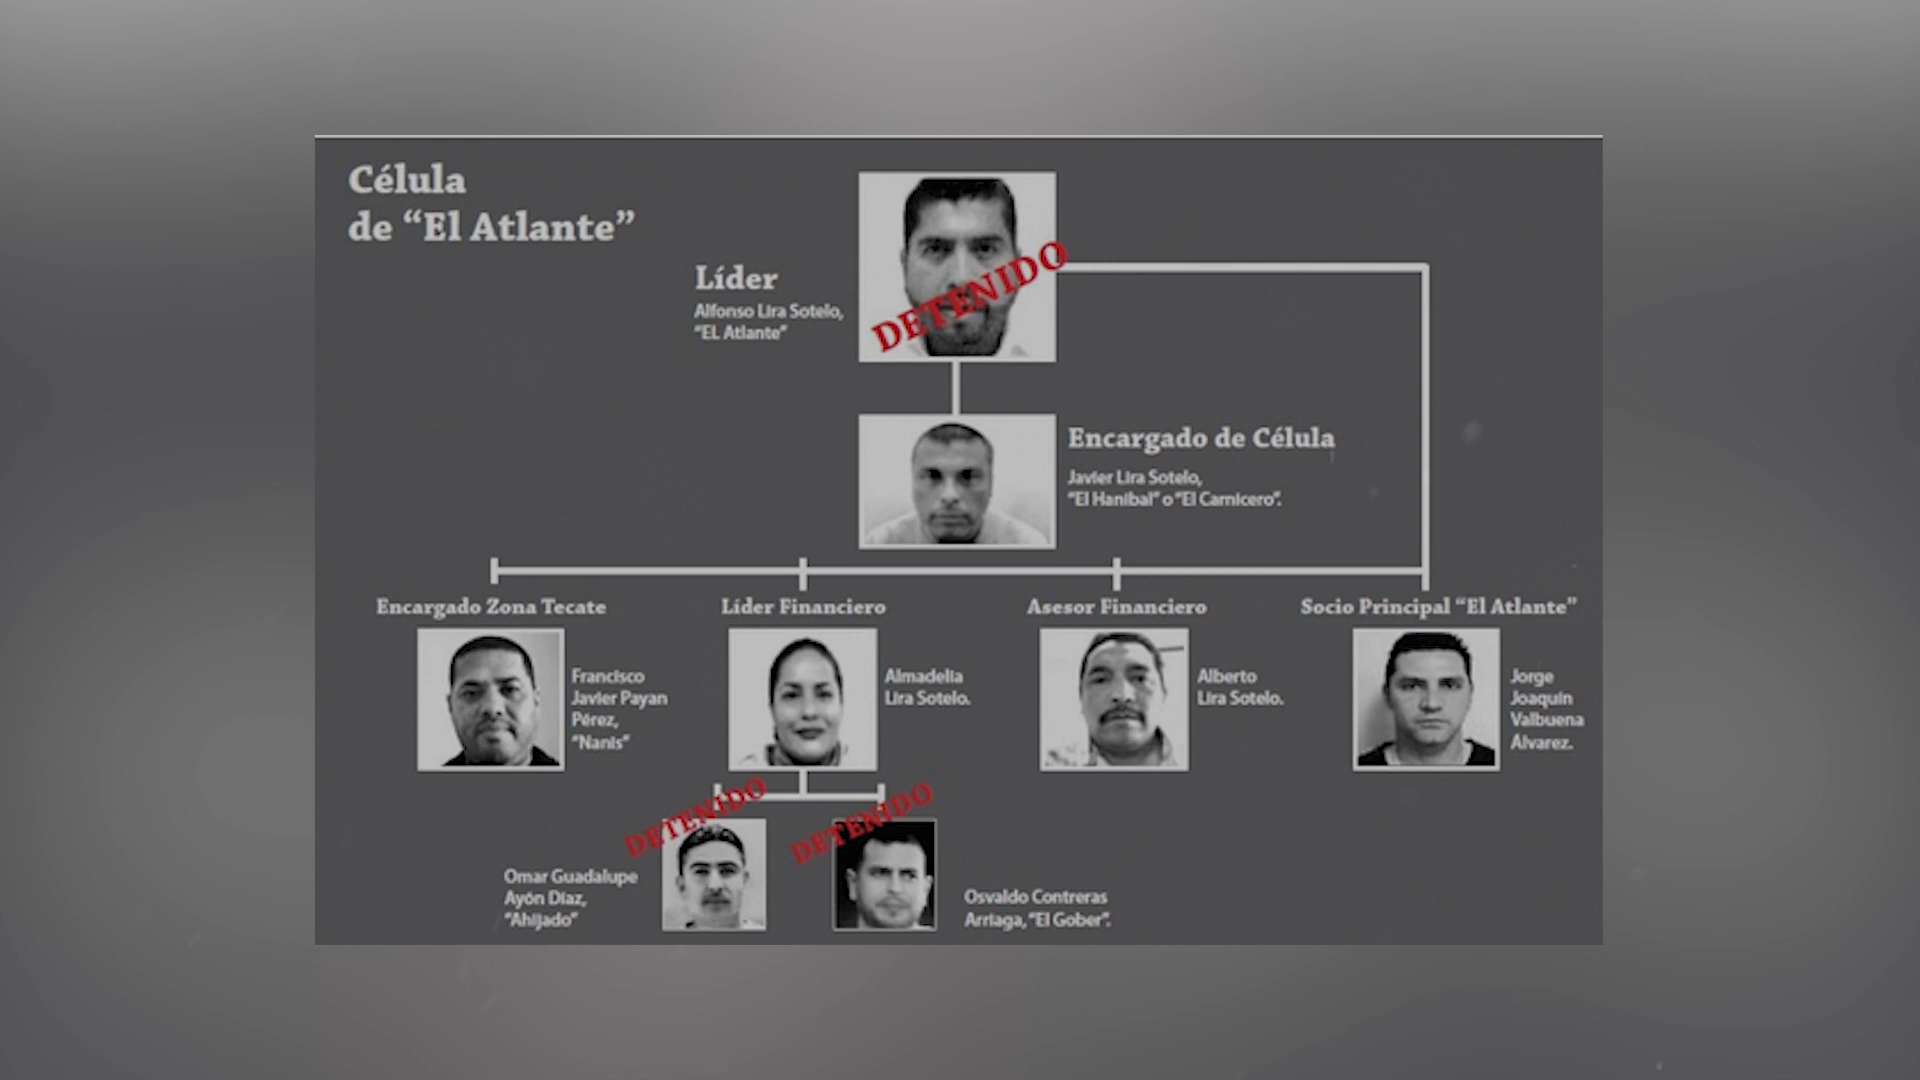 Célula
de “El Atlante”
Líder
Alfonso Lira Sotelo,
“EL Atlante”
DETENIDO
Encargado de Célula
Javier Lira Sotelo,
“El Hanibal” o “El Carnicero”.
Encargado Zona Tecate
Francisco
Javier Payan
Pérez,
“Nanis”
Líder Financiero
Almadelia
Lira Sotelo.
Asesor Financiero
Alberto
Lira Sotelo.
Socio Principal “El Atlante”
Jorge
Joaquin
Valbuena
Álvarez.
DETENIDO
Omar Guadalupe
Ayón Díaz,
“Ahijado”
DETENIDO
Osvaldo Contreras
Arriaga, “El Gober”.